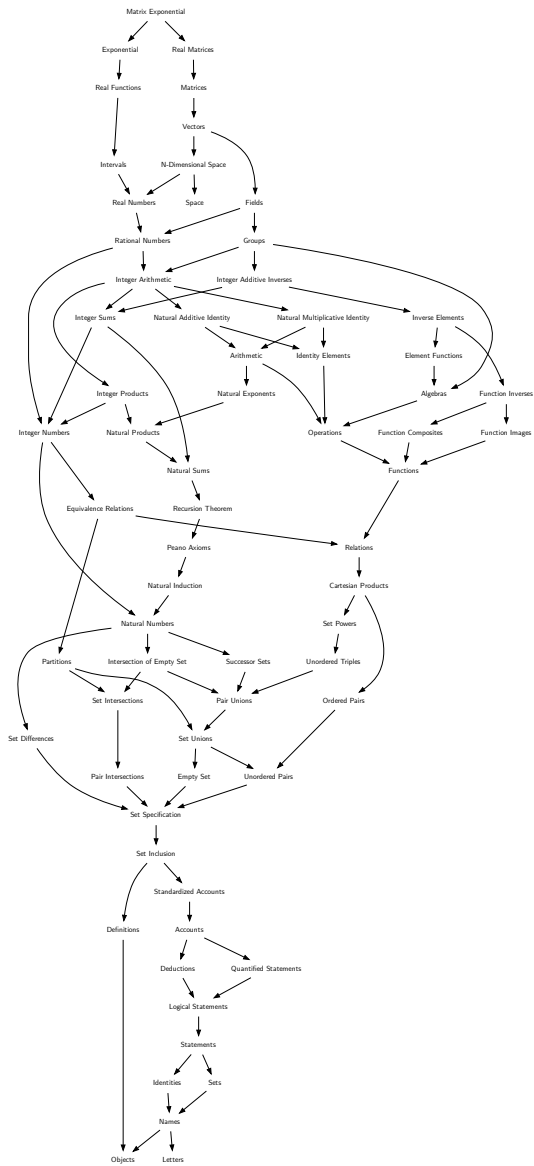 Matrix Exponential
Exponential
Real Matrices
Real Functions
Matrices
Vectors
Intervals
N-Dimensional Space
Real Numbers
Space
Fields
Rational Numbers
Groups
Integer Arithmetic
Integer Additive Inverses
Integer Sums
Natural Additive Identity
Natural Multiplicative Identity
Inverse Elements
Arithmetic
Identity Elements
Element Functions
Integer Products
Natural Exponents
Algebras
Function Inverses
Integer Numbers
Natural Products
Operations
Function Composites
Function Images
Natural Sums
Functions
Equivalence Relations
Recursion Theorem
Peano Axioms
Relations
Natural Induction
Cartesian Products
Natural Numbers
Set Powers
Partitions
Intersection of Empty Set
Successor Sets
Unordered Triples
Set Intersections
Pair Unions
Ordered Pairs
Set Differences
Set Unions
Pair Intersections
Empty Set
Unordered Pairs
Set Specification
Set Inclusion
Standardized Accounts
Definitions
Accounts
Deductions
Quantified Statements
Logical Statements
Statements
Identities
Sets
Names
Objects
Letters